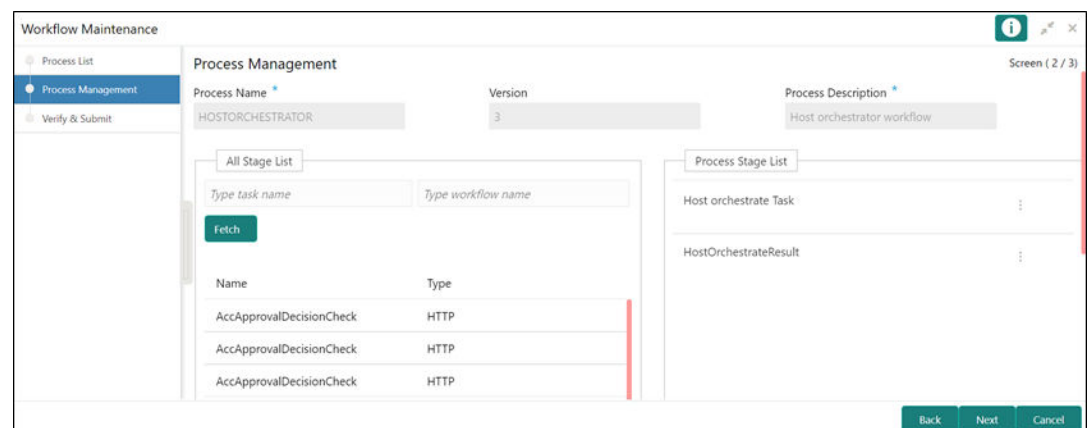 Workflow Maintenance
Process List
Process Management
Verify & Submit
Process Management
Screen ( 2 / 3)
Process Name *
Version
Process Description *
HOSTORCHESTRATOR
3
Host orchestrator workflow
All Stage List
Type task name
Type workflow name
Fetch
Name Type
AccApprovalDecisionCheck HTTP
AccApprovalDecisionCheck HTTP
AccApprovalDecisionCheck HTTP
Process Stage List
Host orchestrate Task
HostOrchestrateResult
Back
Next
Cancel